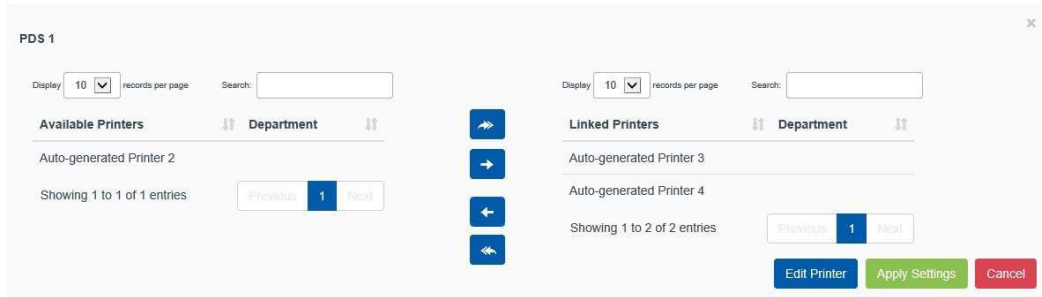 PDS 1
Display 10 records per page Search:
Available Printers Department
Auto-generated Printer 2
Showing 1 to 1 of 1 entries Previous 1 Next
Display 10 records per page Search:
Linked Printers Department
Auto-generated Printer 3
Auto-generated Printer 4
Showing 1 to 2 of 2 entries Previous 1 Next
Edit Printer Apply Settings Cancel